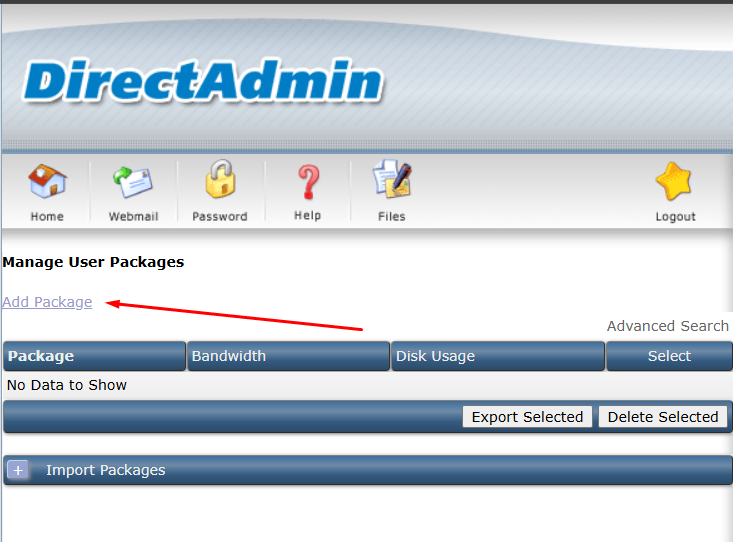 DirectAdmin
Home Webmail Password Help Files Logout
Manage User Packages
Add Package
Advanced Search
Package Bandwidth Disk Usage Select
No Data to Show
Export Selected Delete Selected
+ Import Packages